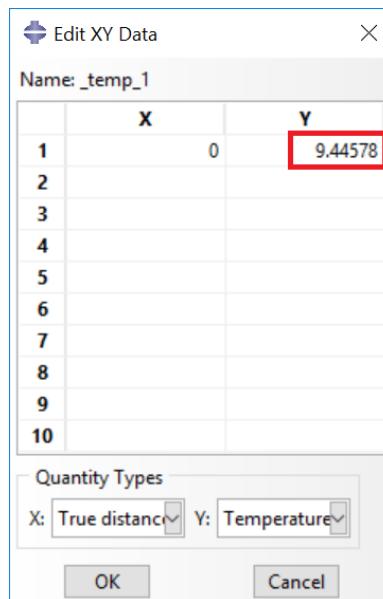 Edit XY Data
Name: _temp_1
X Y
1 0 9.44578
2
3
4
5
6
7
8
9
10
Quantity Types
X: True distance Y: Temperature
OK Cancel